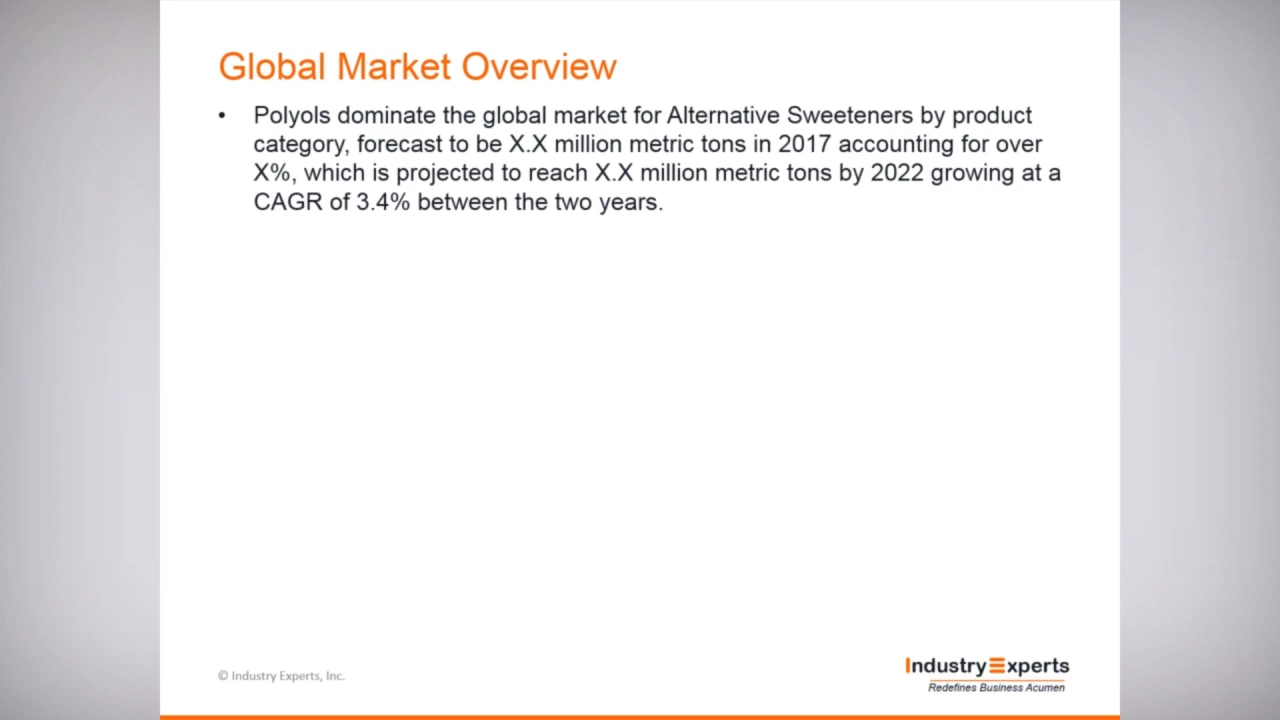 Global Market Overview
• Polyols dominate the global market for Alternative Sweeteners by product
category, forecast to be X.X million metric tons in 2017 accounting for over
X%, which is projected to reach X.X million metric tons by 2022 growing at a
CAGR of 3.4% between the two years.
© Industry Experts, Inc.
IndustryExperts
Redefines Business Acumen